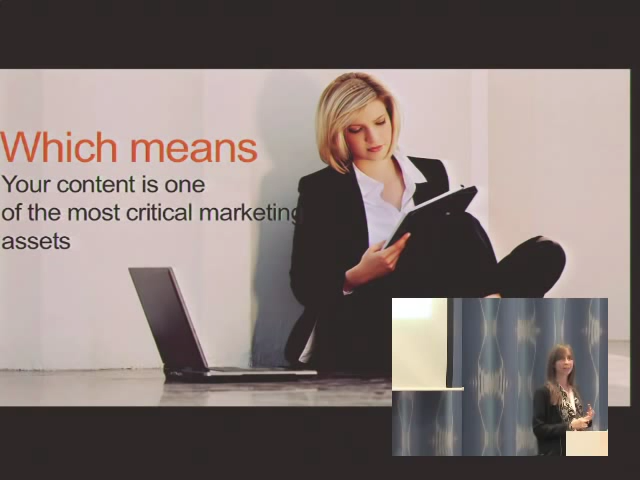 Which means
Your content is one
of the most critical marketing
assets